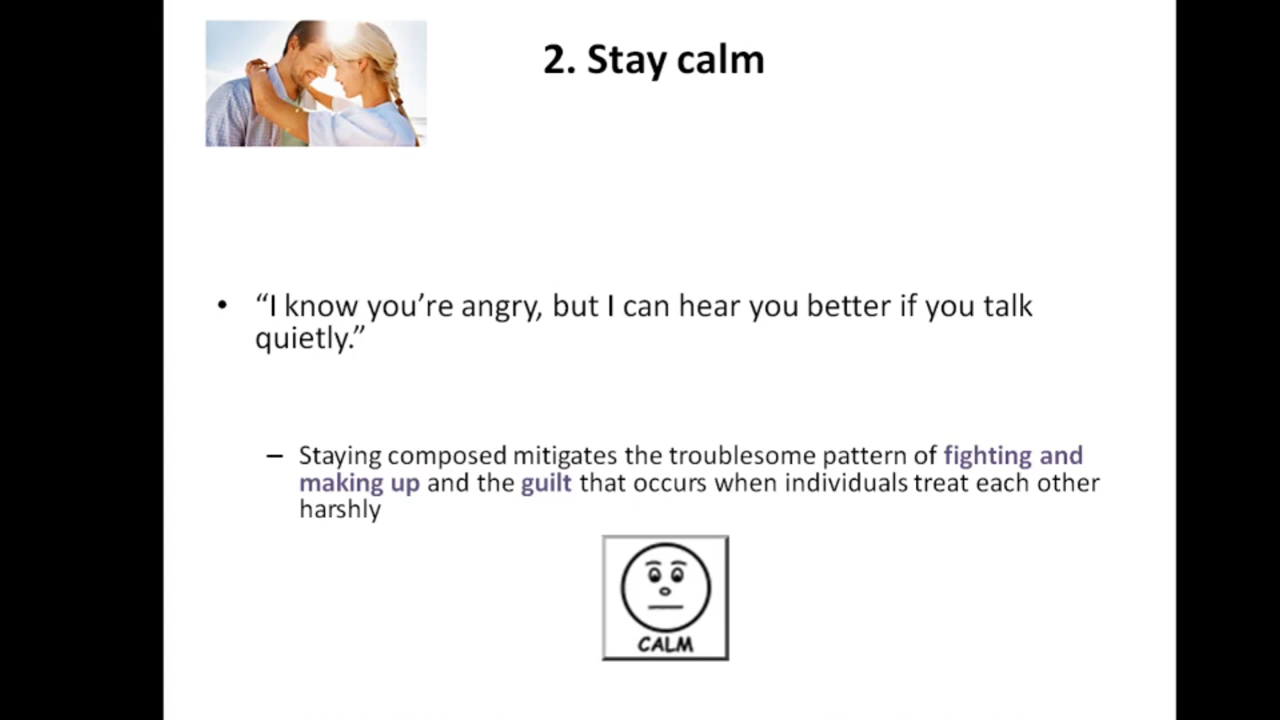 2. Stay calm
• “I know you’re angry, but I can hear you better if you talk
quietly.”
– Staying composed mitigates the troublesome pattern of fighting and
making up and the guilt that occurs when individuals treat each other
harshly
CALM